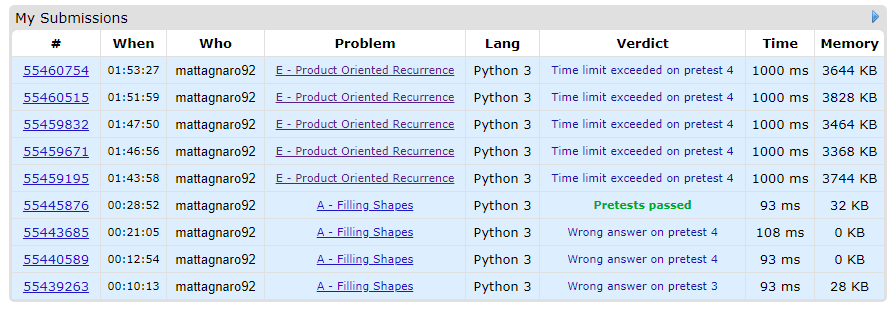 My Submissions
# When Who Problem Lang Verdict Time Memory
55460754 01:53:27 mattagnaro92 E - Product Oriented Recurrence Python 3 Time limit exceeded on pretest 4 1000 ms 3644 KB
55460515 01:51:59 mattagnaro92 E - Product Oriented Recurrence Python 3 Time limit exceeded on pretest 4 1000 ms 3828 KB
55459832 01:47:50 mattagnaro92 E - Product Oriented Recurrence Python 3 Time limit exceeded on pretest 4 1000 ms 3464 KB
55459671 01:46:56 mattagnaro92 E - Product Oriented Recurrence Python 3 Time limit exceeded on pretest 4 1000 ms 3368 KB
55459195 01:43:58 mattagnaro92 E - Product Oriented Recurrence Python 3 Time limit exceeded on pretest 4 1000 ms 3744 KB
55445876 00:28:52 mattagnaro92 A - Filling Shapes Python 3 Pretests passed 93 ms 32 KB
55443685 00:21:05 mattagnaro92 A - Filling Shapes Python 3 Wrong answer on pretest 4 108 ms 0 KB
55440589 00:12:54 mattagnaro92 A - Filling Shapes Python 3 Wrong answer on pretest 4 93 ms 0 KB
55439263 00:10:13 mattagnaro92 A - Filling Shapes Python 3 Wrong answer on pretest 3 93 ms 28 KB